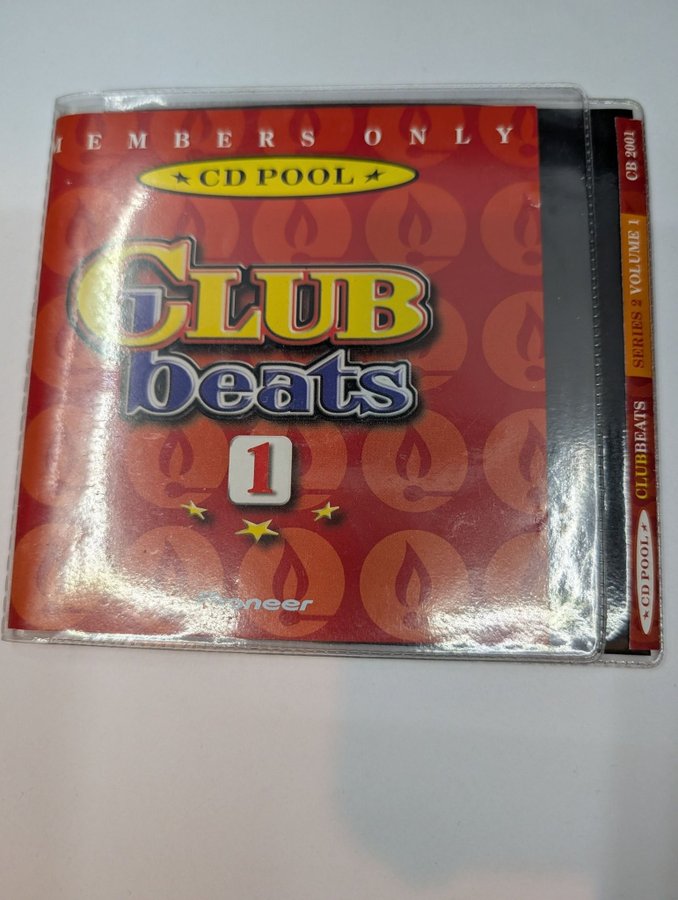 MEMBERS ONLY
CD POOL
CLUB
beats
1
Pioneer
CD POOL CLUBBEATS SERIES 2 VOLUME 1 CB 2001